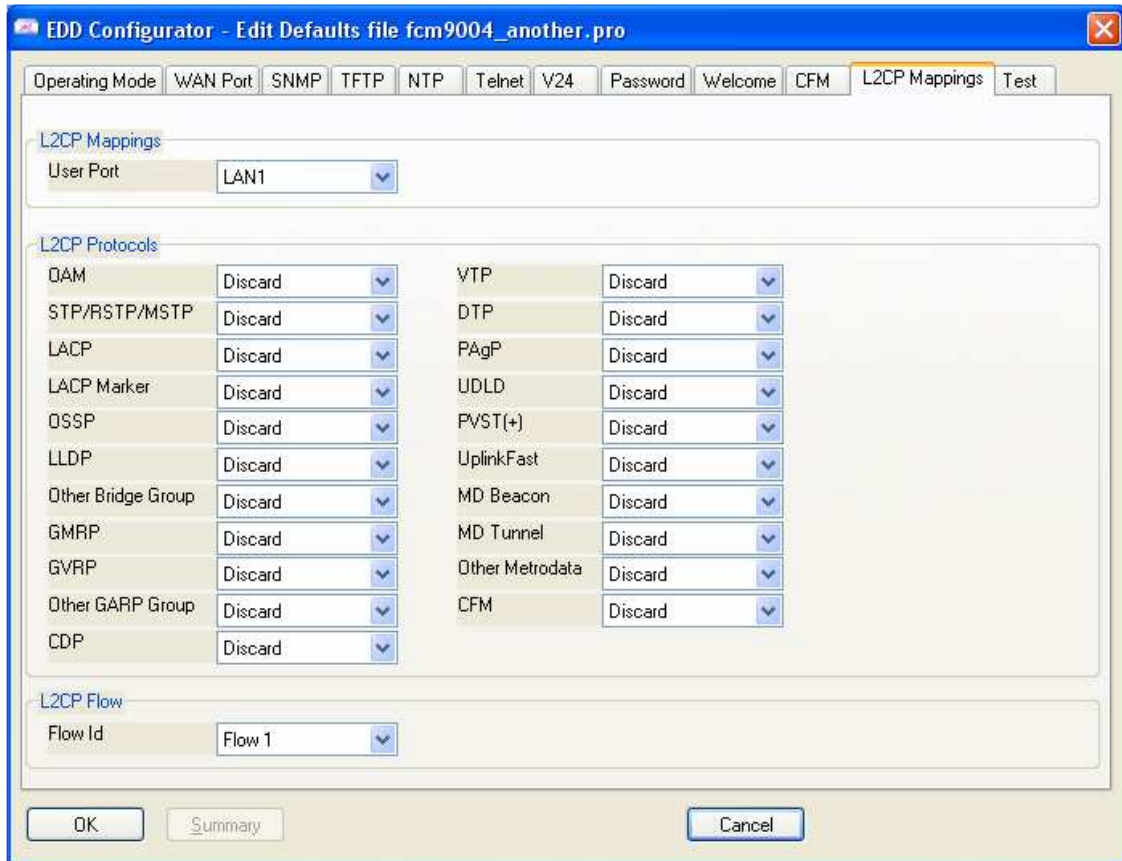 EDD Configurator - Edit Defaults file fcm9004_another.pro
Operating Mode WAN Port SNMP TFTP NTP Telnet V24 Password Welcome CFM L2CP Mappings Test
L2CP Mappings
User Port LAN1
L2CP Protocols
OAM Discard VTP Discard
STP/RSTP/MSTP Discard DTP Discard
LACP Discard PAgP Discard
LACP Marker Discard UDLD Discard
OSSP Discard PVST(+) Discard
LLDP Discard UplinkFast Discard
Other Bridge Group Discard MD Beacon Discard
GMRP Discard MD Tunnel Discard
GVRP Discard Other Metrodata Discard
Other GARP Group Discard CFM Discard
CDP Discard
L2CP Flow
Flow Id Flow 1
OK Summary Cancel